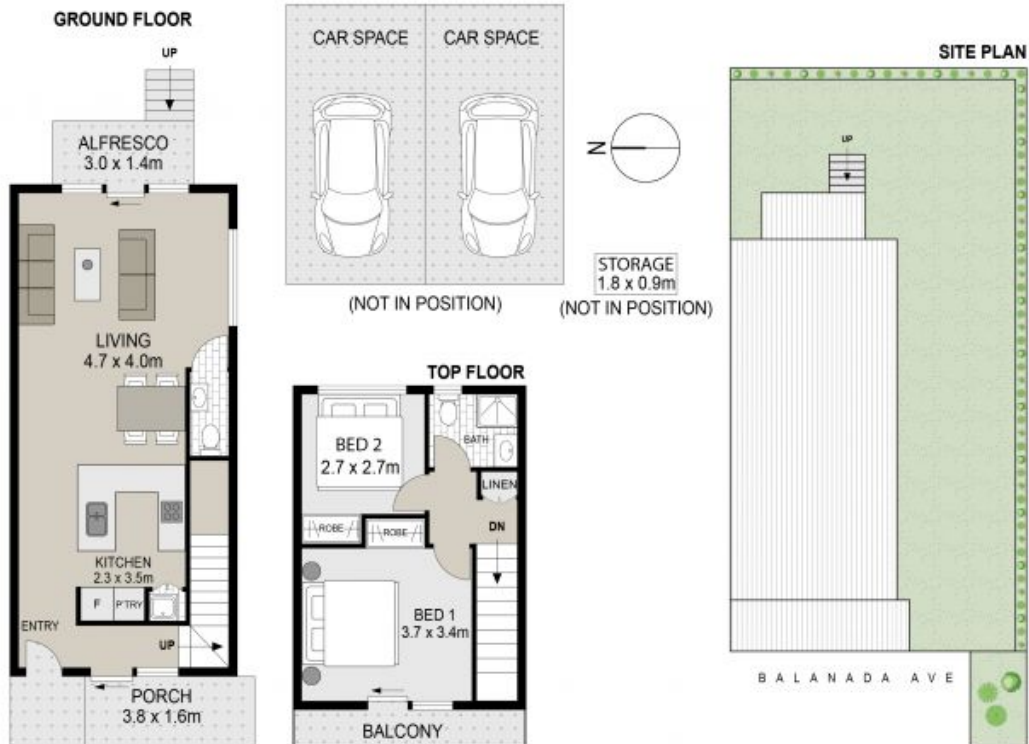 GROUND FLOOR
UP
ALFRESCO
3.0 x 1.4m
LIVING
4.7 x 4.0m
KITCHEN
2.3 x 3.5m
F
P'TRY
ENTRY
UP
PORCH
3.8 x 1.6m
CAR SPACE
CAR SPACE
(NOT IN POSITION)
N
STORAGE
1.8 x 0.9m
(NOT IN POSITION)
TOP FLOOR
BED 2
2.7 x 2.7m
BATH
LINEN
ROBE
ROBE
DN
BED 1
3.7 x 3.4m
BALCONY
SITE PLAN
UP
BALANADA AVE